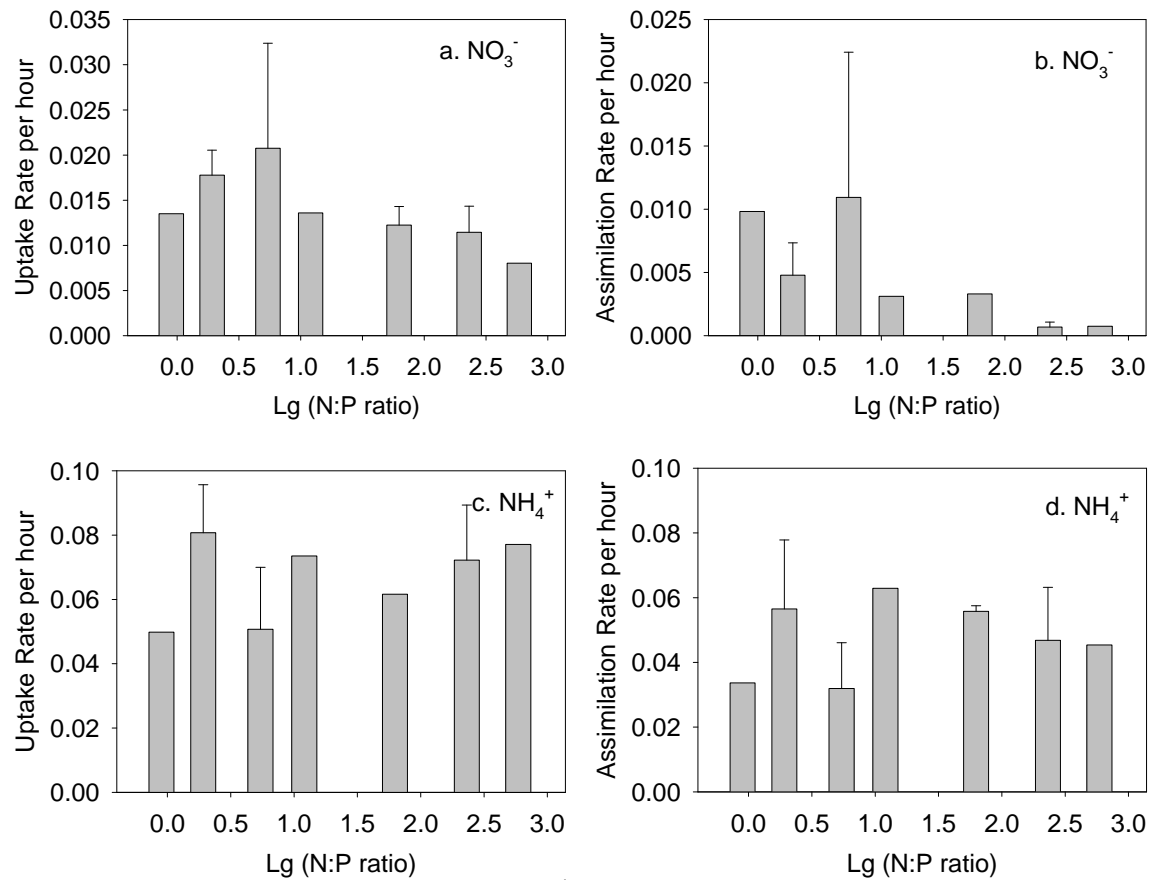 a. NO₃⁻
Uptake Rate per hour
0.035
0.030
0.025
0.020
0.015
0.010
0.005
0.000
0.0 0.5 1.0 1.5 2.0 2.5 3.0
Lg (N:P ratio)
b. NO₃⁻
Assimilation Rate per hour
0.025
0.020
0.015
0.010
0.005
0.000
0.0 0.5 1.0 1.5 2.0 2.5 3.0
Lg (N:P ratio)
c. NH₄⁺
Uptake Rate per hour
0.10
0.08
0.06
0.04
0.02
0.00
0.0 0.5 1.0 1.5 2.0 2.5 3.0
Lg (N:P ratio)
d. NH₄⁺
Assimilation Rate per hour
0.10
0.08
0.06
0.04
0.02
0.00
0.0 0.5 1.0 1.5 2.0 2.5 3.0
Lg (N:P ratio)